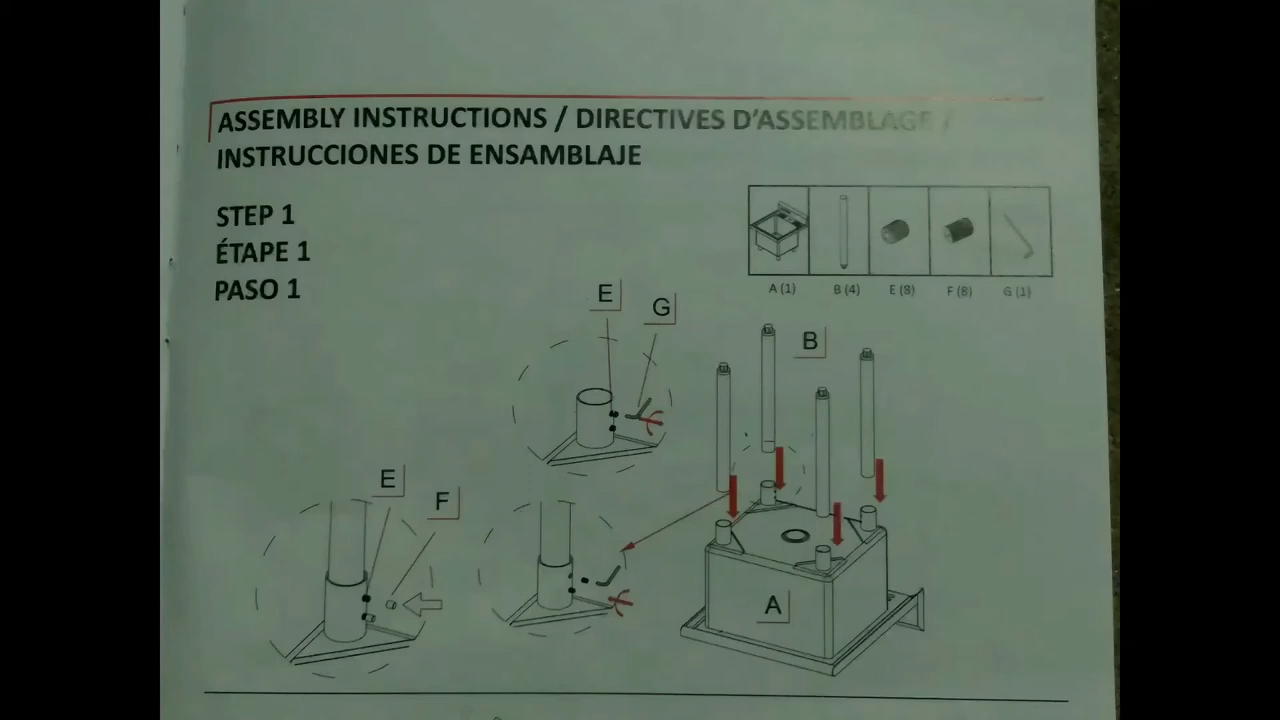 ASSEMBLY INSTRUCTIONS / DIRECTIVES D'ASSEMBLAGE /
INSTRUCCIONES DE ENSAMBLAJE
STEP 1
ÉTAPE 1
PASO 1
A (1) B (4) E (8) F (8) G (1)
E
G
B
E
F
A